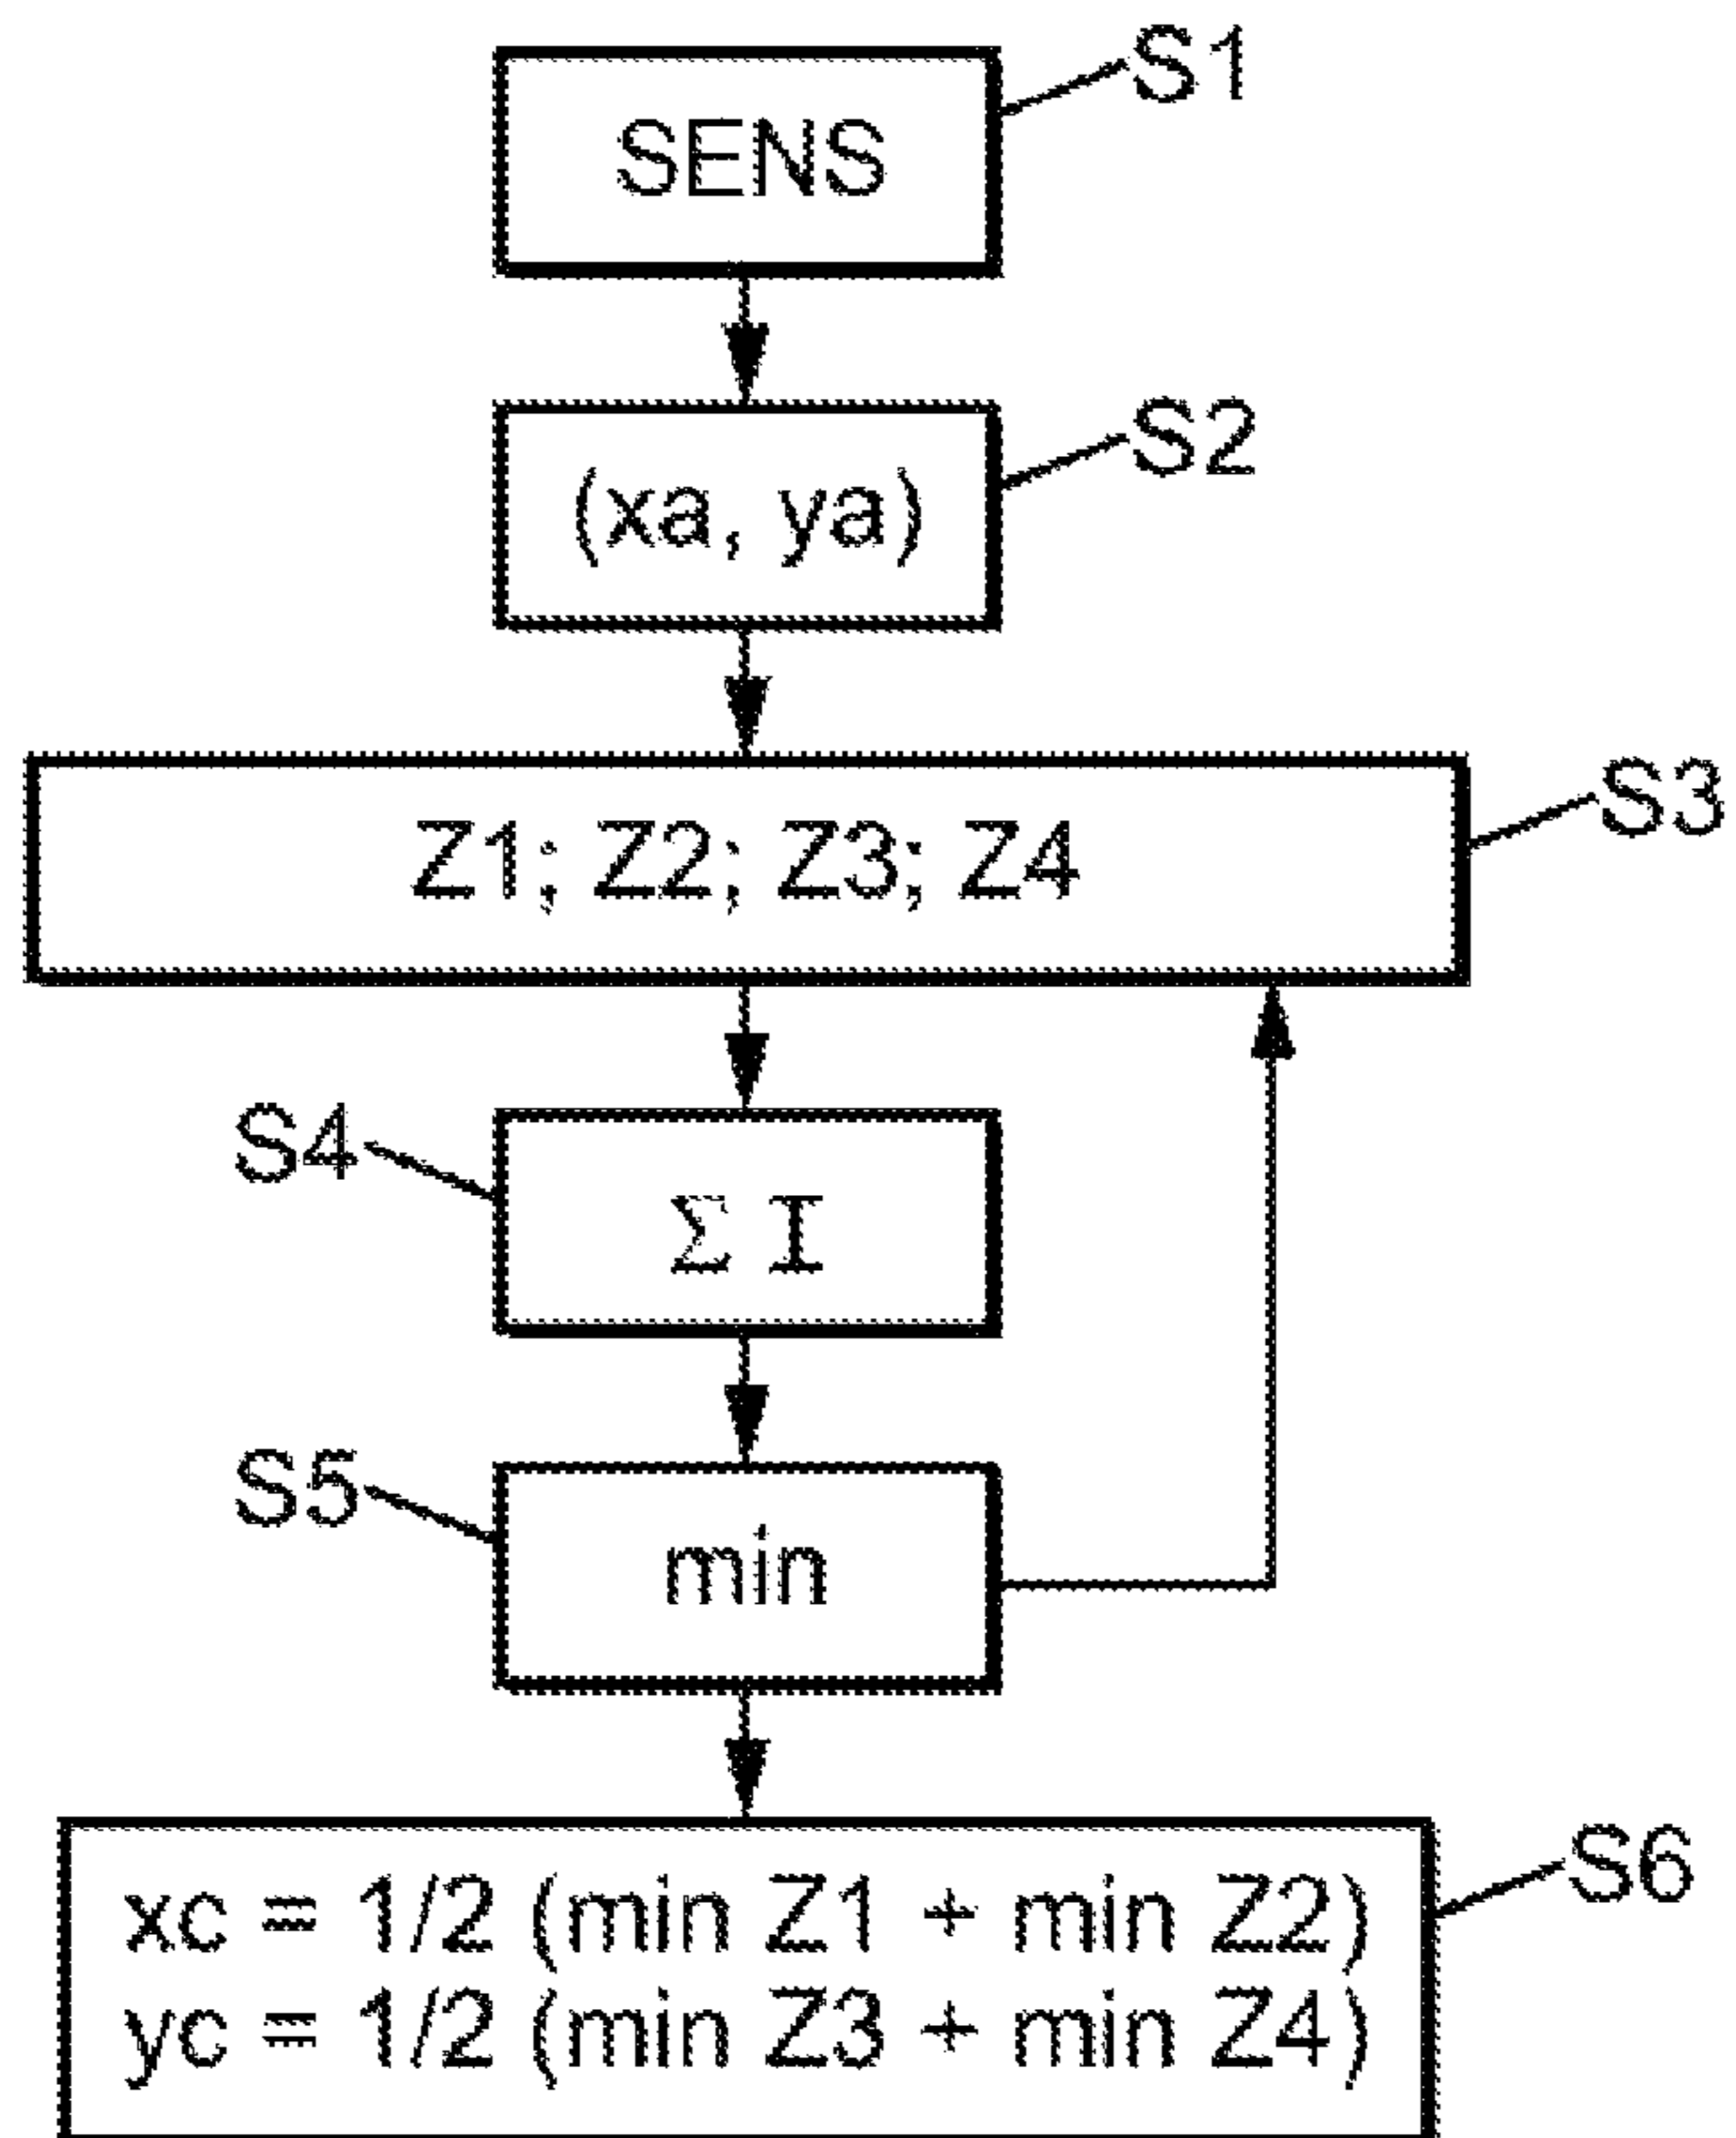 S1
SENS
S2
(xa, ya)
S3
Z1; Z2; Z3; Z4
S4
Σ I
S5
min
S6
xc = 1/2 (min Z1 + min Z2)
yc = 1/2 (min Z3 + min Z4)